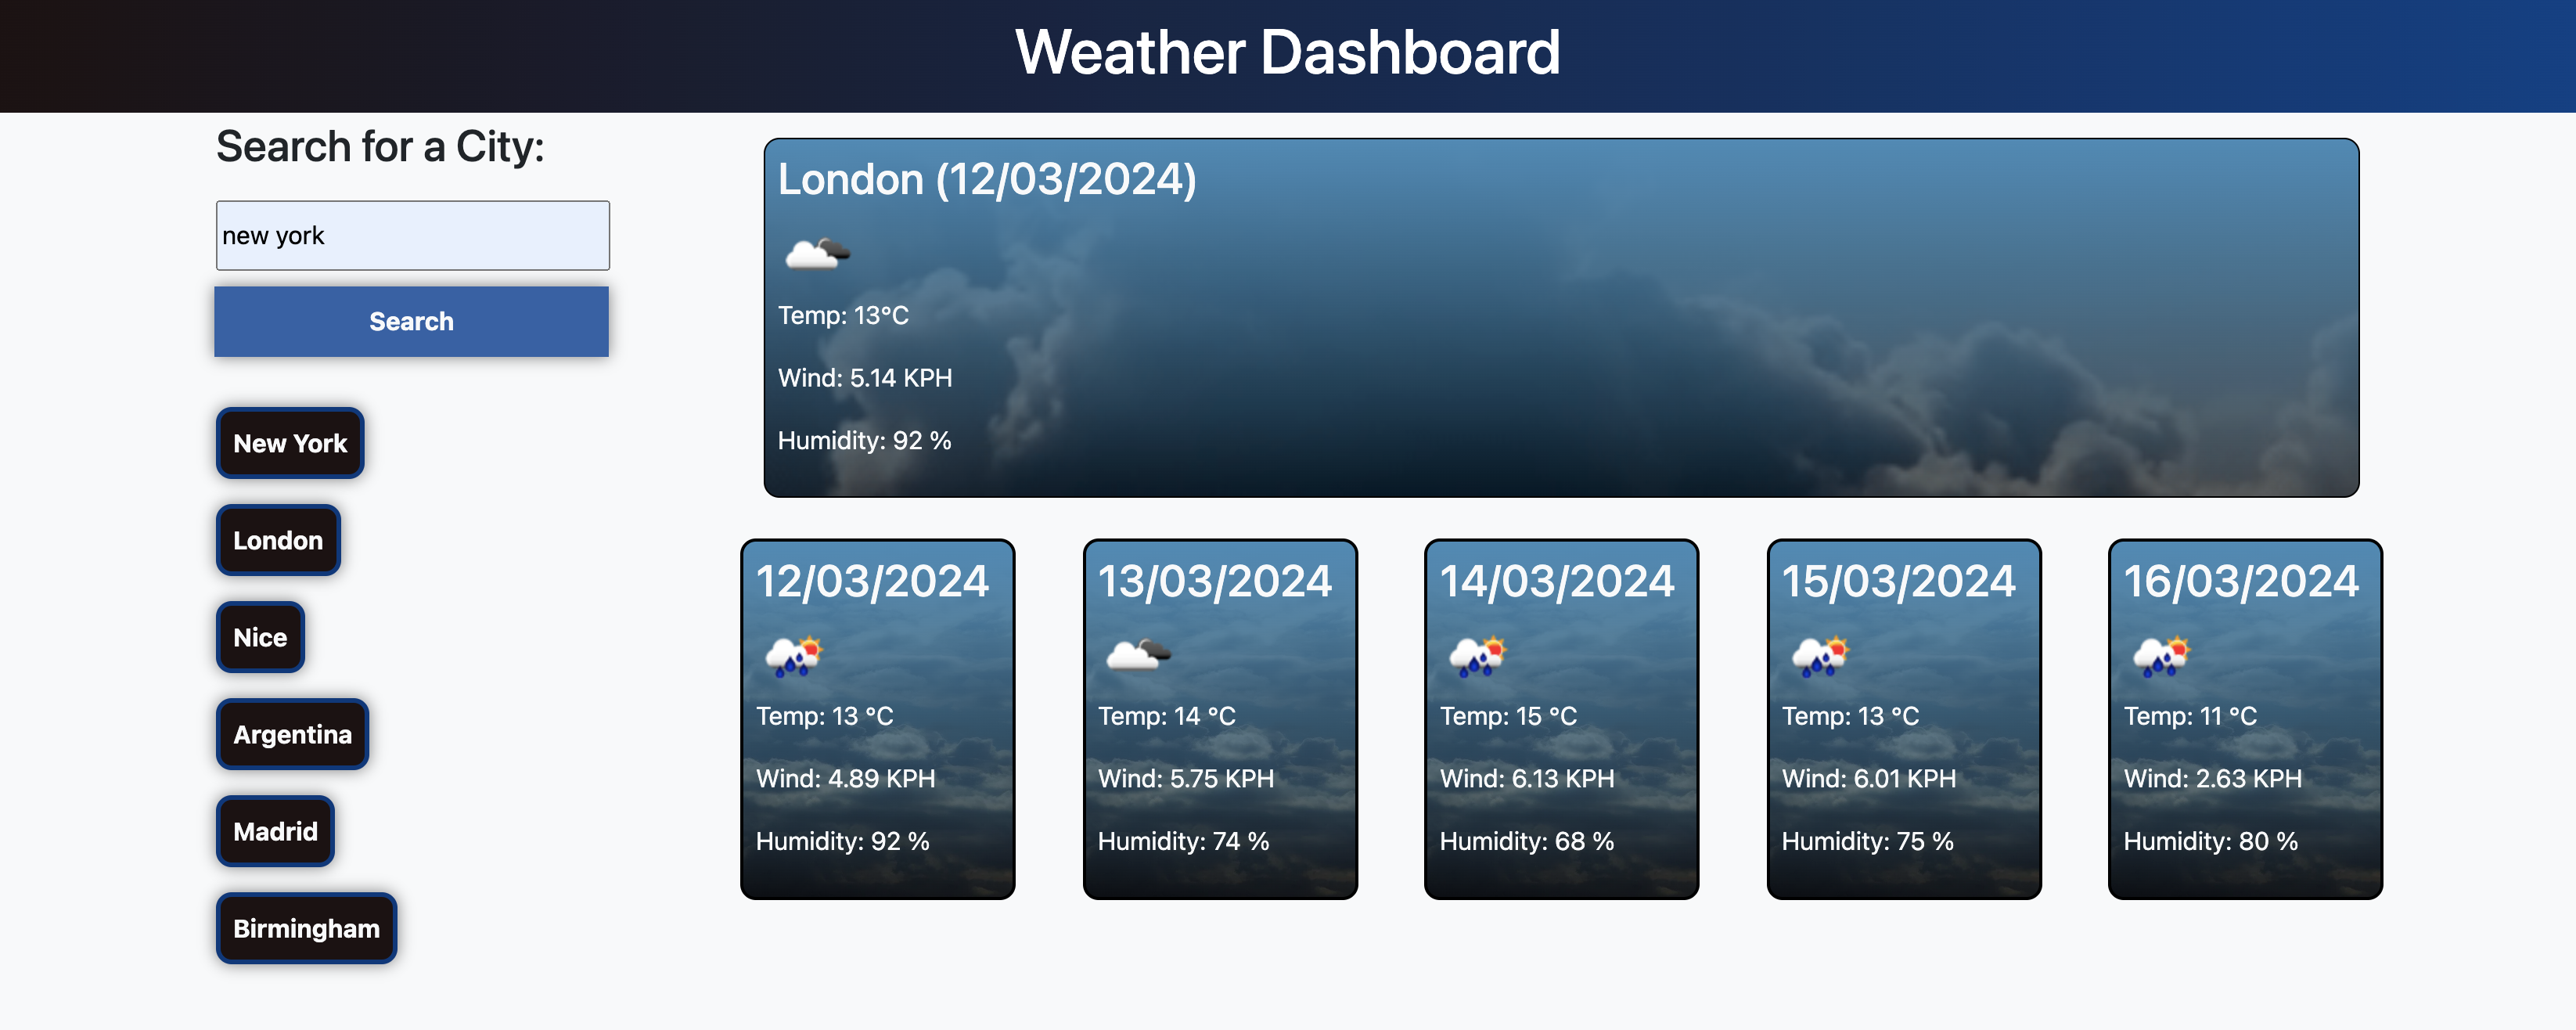 Weather Dashboard
Search for a City:
new york
Search
New York
London
Nice
Argentina
Madrid
Birmingham
London (12/03/2024)
Temp: 13°C
Wind: 5.14 KPH
Humidity: 92 %
12/03/2024
Temp: 13 °C
Wind: 4.89 KPH
Humidity: 92 %
13/03/2024
Temp: 14 °C
Wind: 5.75 KPH
Humidity: 74 %
14/03/2024
Temp: 15 °C
Wind: 6.13 KPH
Humidity: 68 %
15/03/2024
Temp: 13 °C
Wind: 6.01 KPH
Humidity: 75 %
16/03/2024
Temp: 11 °C
Wind: 2.63 KPH
Humidity: 80 %